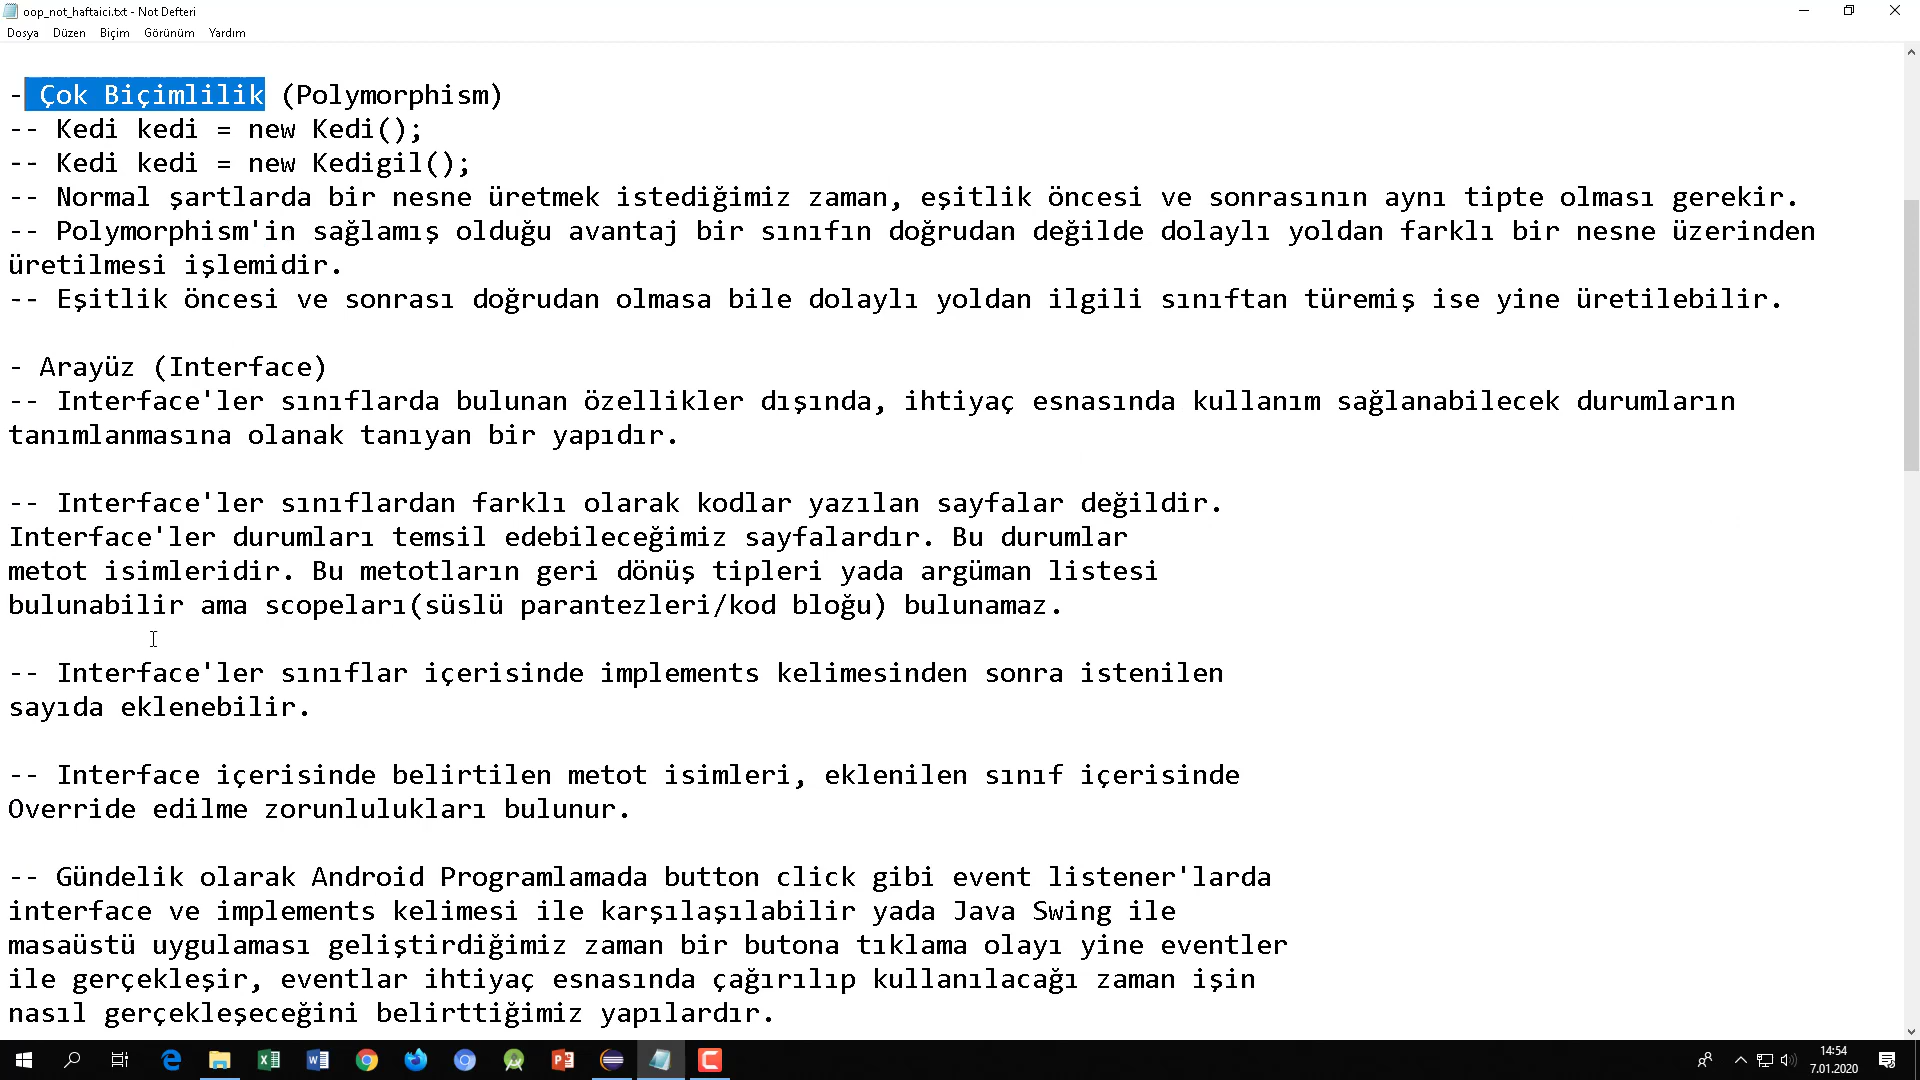 oop_not_haftaici.txt - Not Defteri
Dosya Düzen Biçim Görünüm Yardım
- Çok Biçimlilik (Polymorphism)
-- Kedi kedi = new Kedi();
-- Kedi kedi = new Kedigil();
-- Normal şartlarda bir nesne üretmek istediğimiz zaman, eşitlik öncesi ve sonrasının aynı tipte olması gerekir.
-- Polymorphism'in sağlamış olduğu avantaj bir sınıfın doğrudan değilde dolaylı yoldan farklı bir nesne üzerinden
üretilmesi işlemidir.
-- Eşitlik öncesi ve sonrası doğrudan olmasa bile dolaylı yoldan ilgili sınıftan türemiş ise yine üretilebilir.
- Arayüz (Interface)
-- Interface'ler sınıflarda bulunan özellikler dışında, ihtiyaç esnasında kullanım sağlanabilecek durumların
tanımlanmasına olanak tanıyan bir yapıdır.
-- Interface'ler sınıflardan farklı olarak kodlar yazılan sayfalar değildir.
Interface'ler durumları temsil edebileceğimiz sayfalardır. Bu durumlar
metot isimleridir. Bu metotların geri dönüş tipleri yada argüman listesi
bulunabilir ama scopeları(süslü parantezleri/kod bloğu) bulunamaz.
-- Interface'ler sınıflar içerisinde implements kelimesinden sonra istenilen
sayıda eklenebilir.
-- Interface içerisinde belirtilen metot isimleri, eklenilen sınıf içerisinde
Override edilme zorunlulukları bulunur.
-- Gündelik olarak Android Programlamada button click gibi event listener'larda
interface ve implements kelimesi ile karşılaşılabilir yada Java Swing ile
masaüstü uygulaması geliştirdiğimiz zaman bir butona tıklama olayı yine eventler
ile gerçekleşir, eventlar ihtiyaç esnasında çağırılıp kullanılacağı zaman işin
nasıl gerçekleşeceğini belirttiğimiz yapılardır.
14:54
7.01.2020